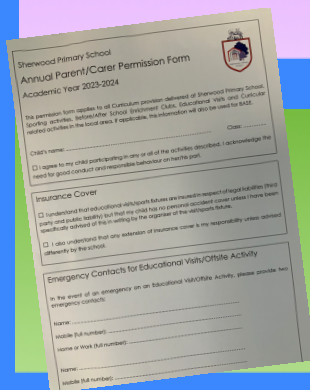 Sherwood Primary School
Annual Parent/Carer Permission Form
Academic Year 2023-2024
This permission form applies to all Curriculum provision delivered at Sherwood Primary School,
sporting activities, Before/After School Enrichment Clubs, Educational Visits and Curricular
related activities in the local area. If applicable, this information will also be used for BASE.
Child's name: ........................................ Class: ............
☐ I agree to my child participating in any or all of the activities described. I acknowledge the
need for good conduct and responsible behaviour on her/his part.
Insurance Cover
☐ I understand that educational visits/sports fixtures are insured in respect of legal liabilities (third
party and public liability) but that my child has no personal accident cover unless I have been
specifically advised of this in writing by the organiser of the visit/sports fixture.
☐ I also understand that any extension of insurance cover is my responsibility unless advised
differently by the school.
Emergency Contacts for Educational Visits/Offsite Activity
In the event of an emergency on an Educational Visit/Offsite Activity, please provide two
emergency contacts:
Name: ........................................
Mobile (full number): ........................................
Home or Work (full number): ........................................
Name: ........................................
Mobile (full number): ........................................